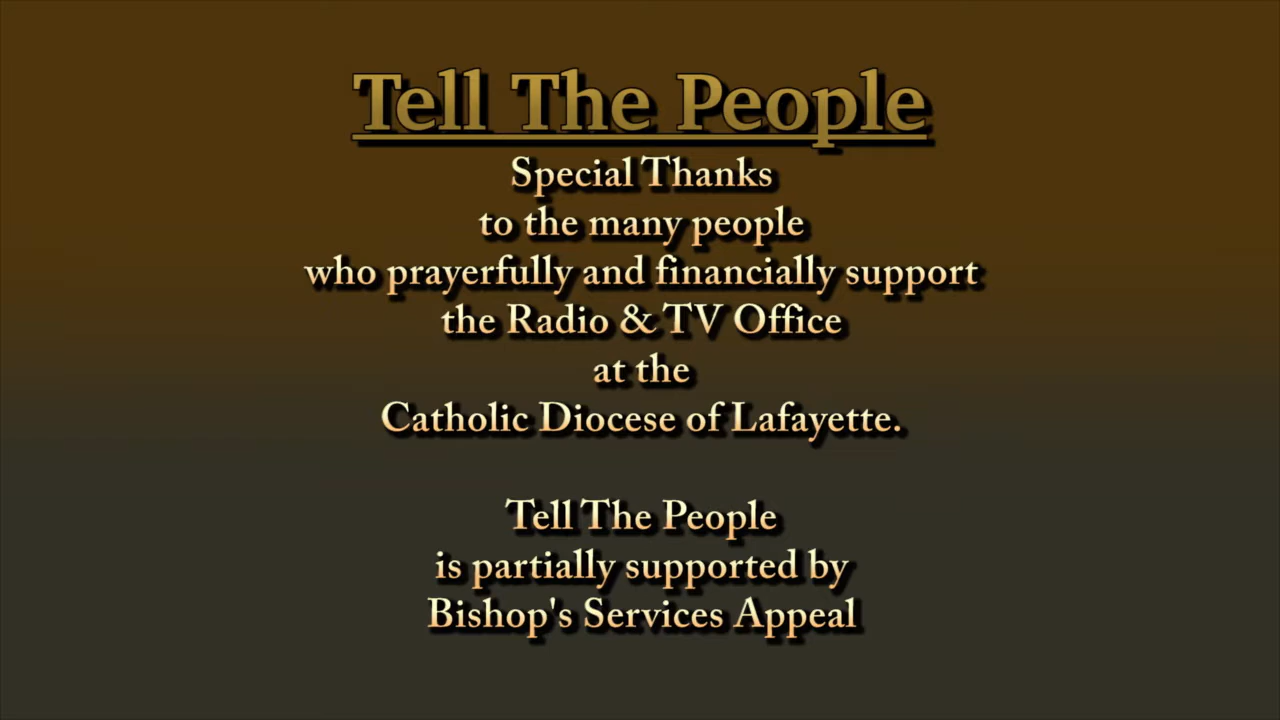 Tell The People
Special Thanks
to the many people
who prayerfully and financially support
the Radio & TV Office
at the
Catholic Diocese of Lafayette.
Tell The People
is partially supported by
Bishop's Services Appeal